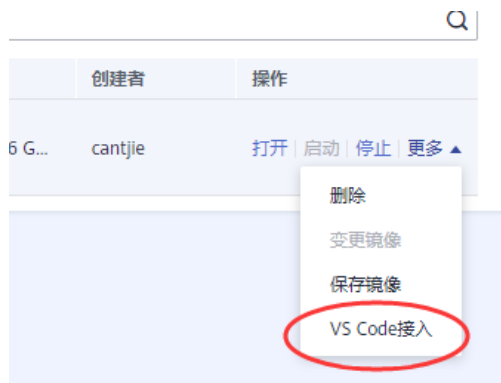 创建者 操作
6 G... cantjie 打开 启动 停止 更多
删除
变更镜像
保存镜像
VS Code接入